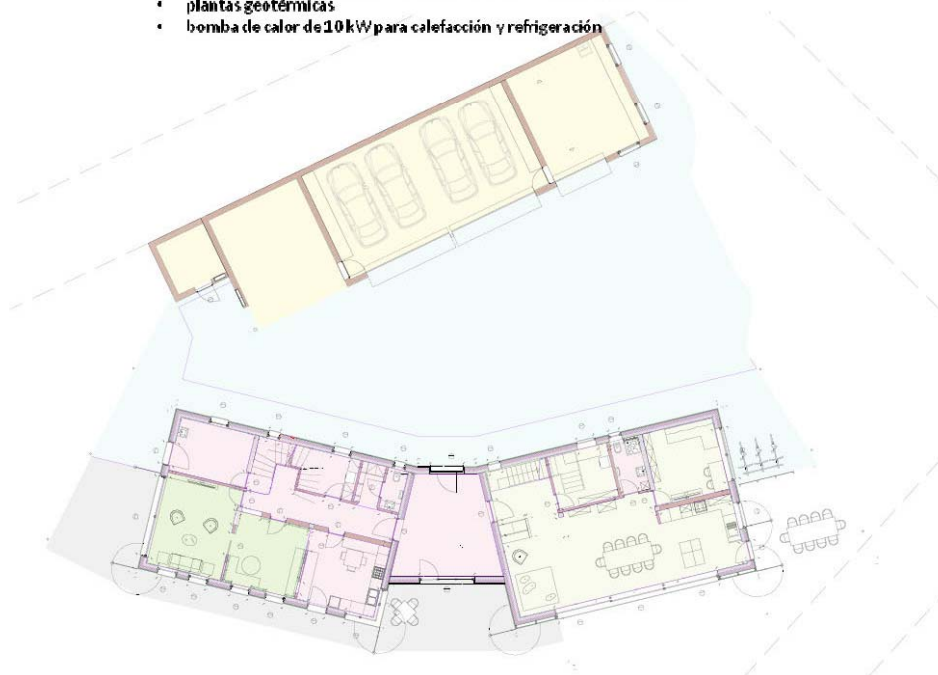 • plantas geotérmicas
• bomba de calor de 10 kW para calefacción y refrigeración